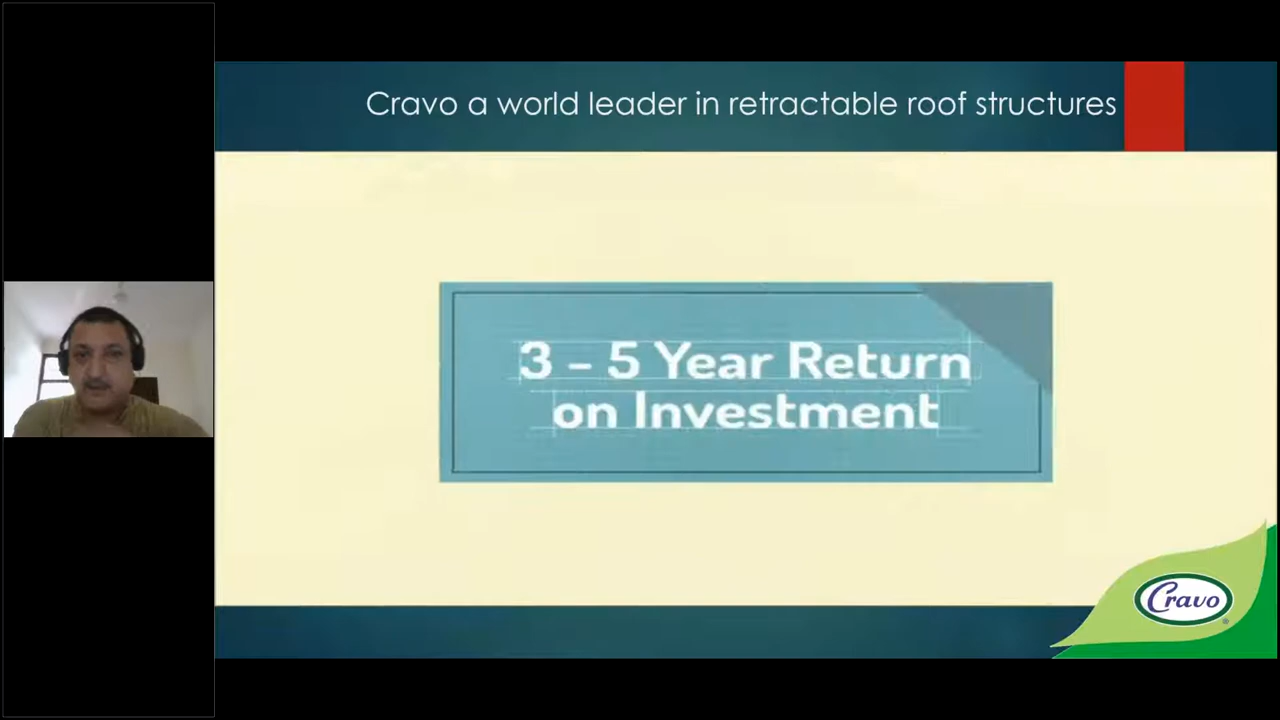 Cravo a world leader in retractable roof structures
3 – 5 Year Return
on Investment
Cravo